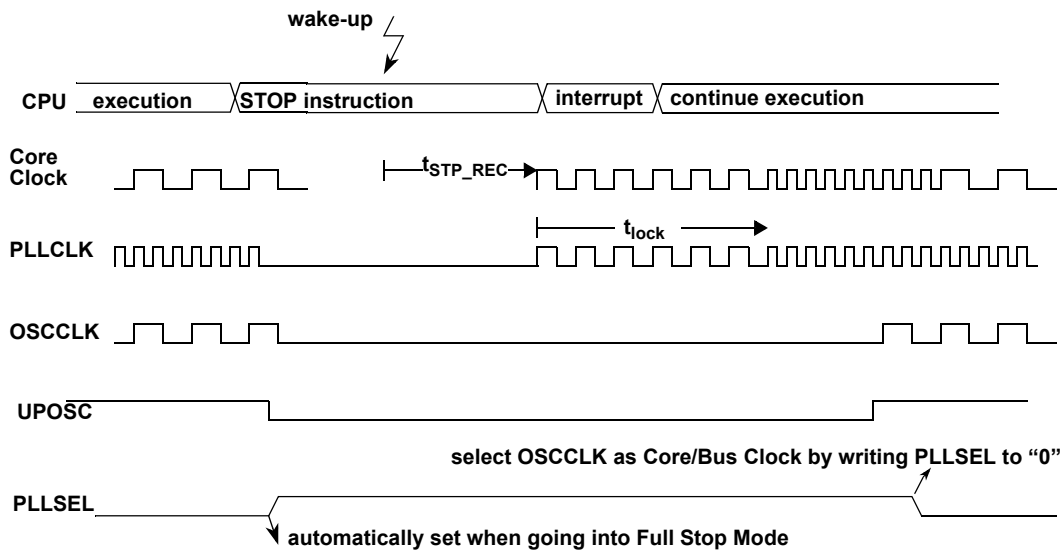 wake-up
CPU execution STOP instruction interrupt continue execution
Core
Clock
tSTP_REC
tlock
PLLCLK
OSCCLK
UPOSC
select OSCCLK as Core/Bus Clock by writing PLLSEL to “0”
PLLSEL
automatically set when going into Full Stop Mode